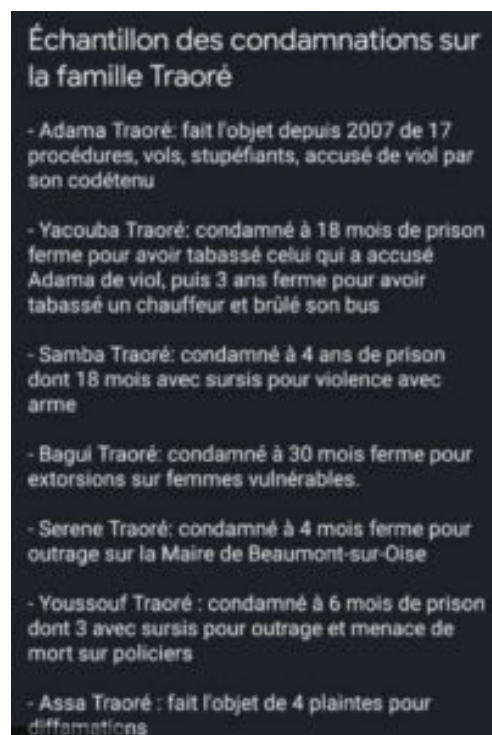 Échantillon des condamnations sur
la famille Traoré
- Adama Traoré: fait l'objet depuis 2007 de 17
procédures, vols, stupéfiants, accusé de viol par
son codétenu
- Yacouba Traoré: condamné à 18 mois de prison
ferme pour avoir tabassé celui qui a accusé
Adama de viol, puis 3 ans ferme pour avoir
tabassé un chauffeur et brûlé son bus
- Samba Traoré: condamné à 4 ans de prison
dont 18 mois avec sursis pour violence avec
arme
- Bagui Traoré: condamné à 30 mois ferme pour
extorsions sur femmes vulnérables.
- Serene Traoré: condamné à 4 mois ferme pour
outrage sur la Maire de Beaumont-sur-Oise
- Youssouf Traoré : condamné à 6 mois de prison
dont 3 avec sursis pour outrage et menace de
mort sur policiers
- Assa Traoré : fait l'objet de 4 plaintes pour
diffamations